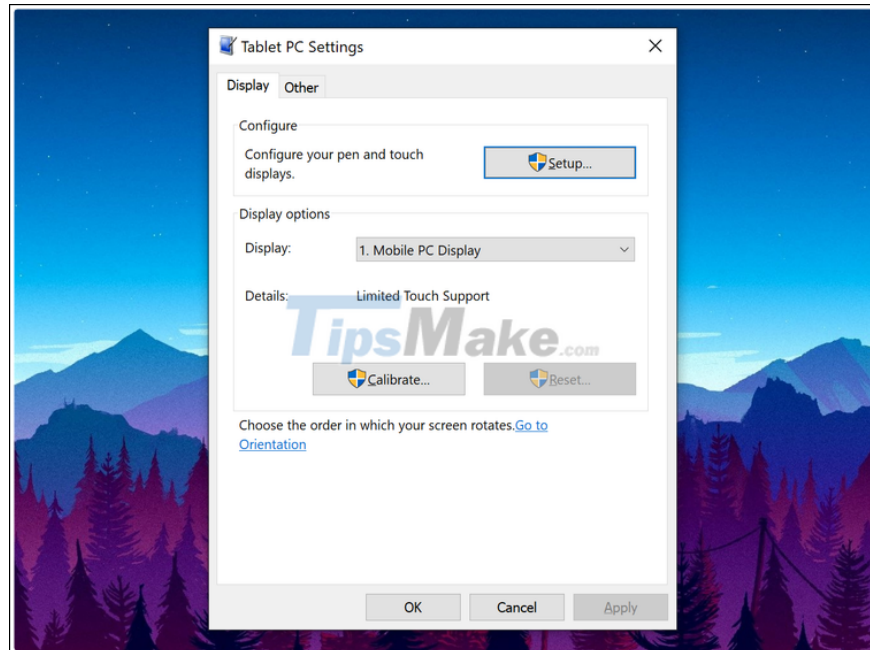 Tablet PC Settings
Display Other
Configure
Configure your pen and touch
displays.
Setup...
Display options
Display: 1. Mobile PC Display
Details: Limited Touch Support
TipsMake.com
Calibrate... Reset...
Choose the order in which your screen rotates.Go to
Orientation
OK Cancel Apply